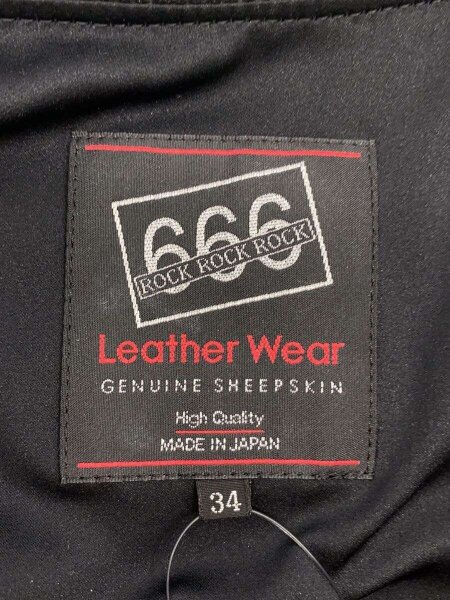 666
ROCK ROCK ROCK
Leather Wear
GENUINE SHEEPSKIN
High Quality
MADE IN JAPAN
34